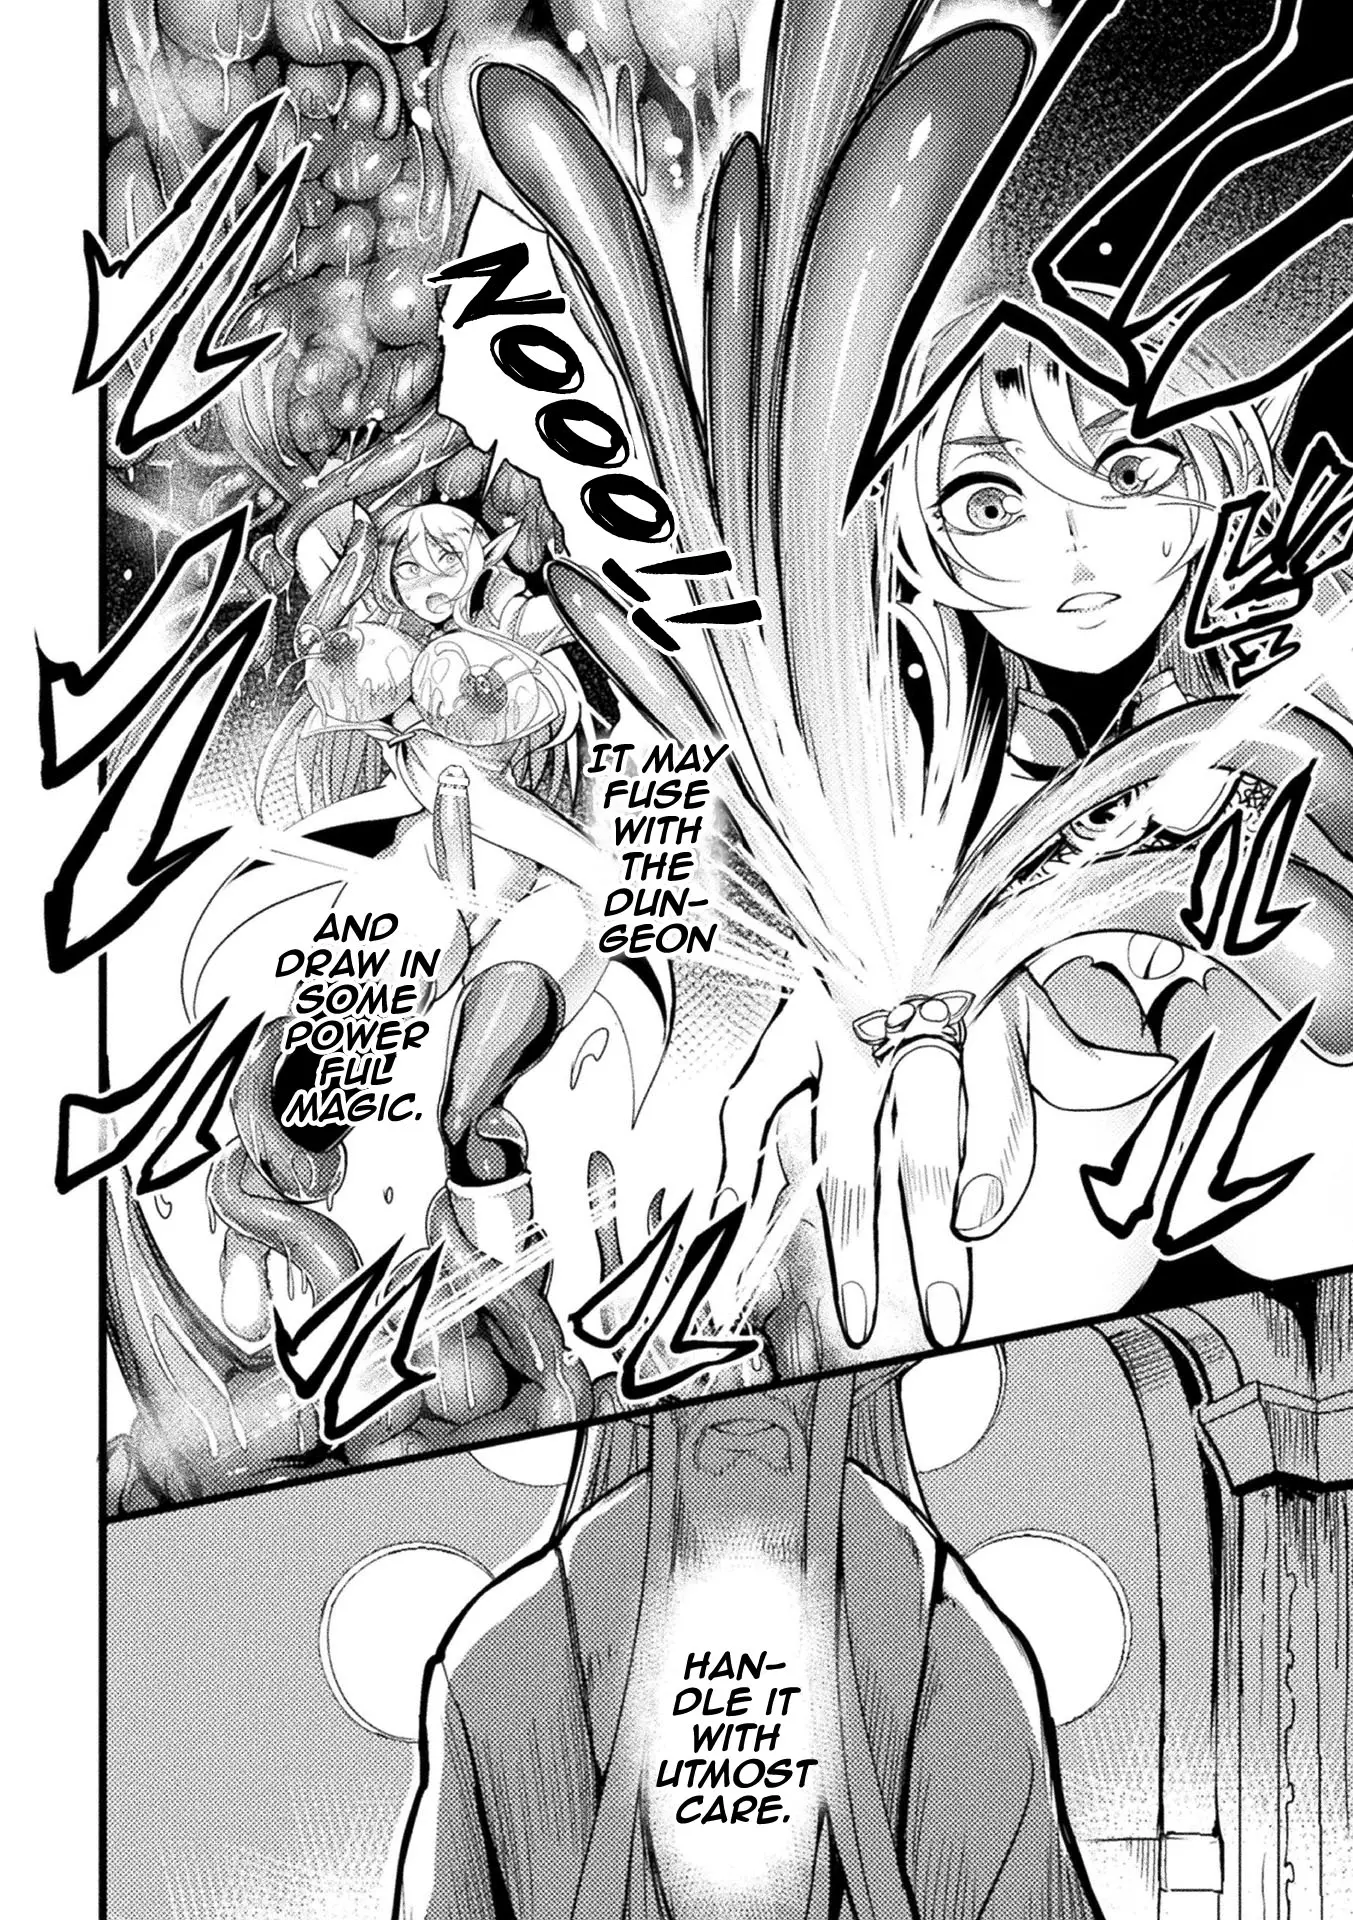 NOOO!!
IT MAY
FUSE
WITH
THE
DUN-
GEON
AND
DRAW IN
SOME
POWER
FUL
MAGIC.
HAN-
DLE IT
WITH
UTMOST
CARE.